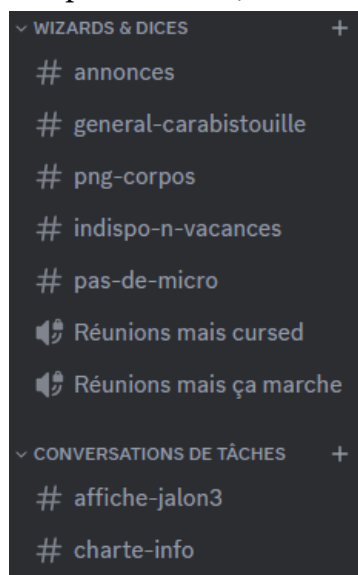 WIZARDS & DICES
# annonces
# general-carabistouille
# png-corpos
# indispo-n-vacances
# pas-de-micro
Réunions mais cursed
Réunions mais ça marche
CONVERSATIONS DE TÂCHES
# affiche-jalon3
# charte-info